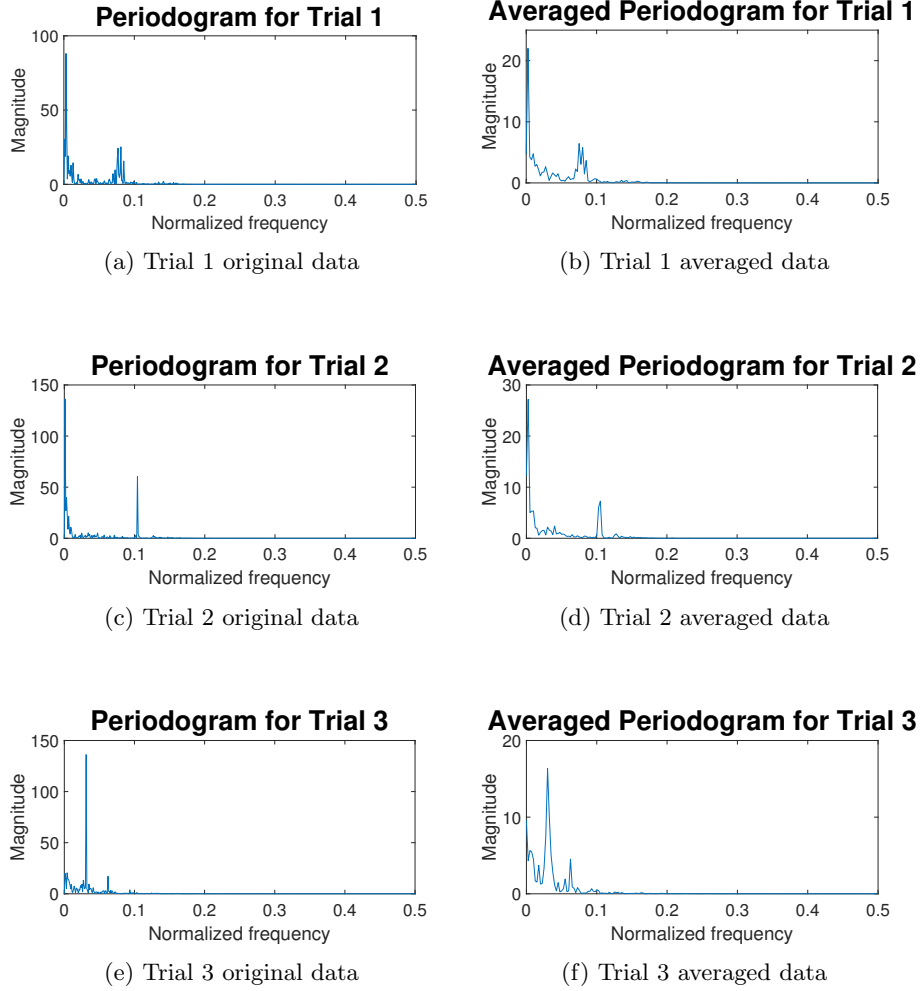 Periodogram for Trial 1
100
50
0
Magnitude
0 0.1 0.2 0.3 0.4 0.5
Normalized frequency
(a) Trial 1 original data
Averaged Periodogram for Trial 1
20
10
0
Magnitude
0 0.1 0.2 0.3 0.4 0.5
Normalized frequency
(b) Trial 1 averaged data
Periodogram for Trial 2
150
100
50
0
Magnitude
0 0.1 0.2 0.3 0.4 0.5
Normalized frequency
(c) Trial 2 original data
Averaged Periodogram for Trial 2
30
20
10
0
Magnitude
0 0.1 0.2 0.3 0.4 0.5
Normalized frequency
(d) Trial 2 averaged data
Periodogram for Trial 3
150
100
50
0
Magnitude
0 0.1 0.2 0.3 0.4 0.5
Normalized frequency
(e) Trial 3 original data
Averaged Periodogram for Trial 3
20
10
0
Magnitude
0 0.1 0.2 0.3 0.4 0.5
Normalized frequency
(f) Trial 3 averaged data